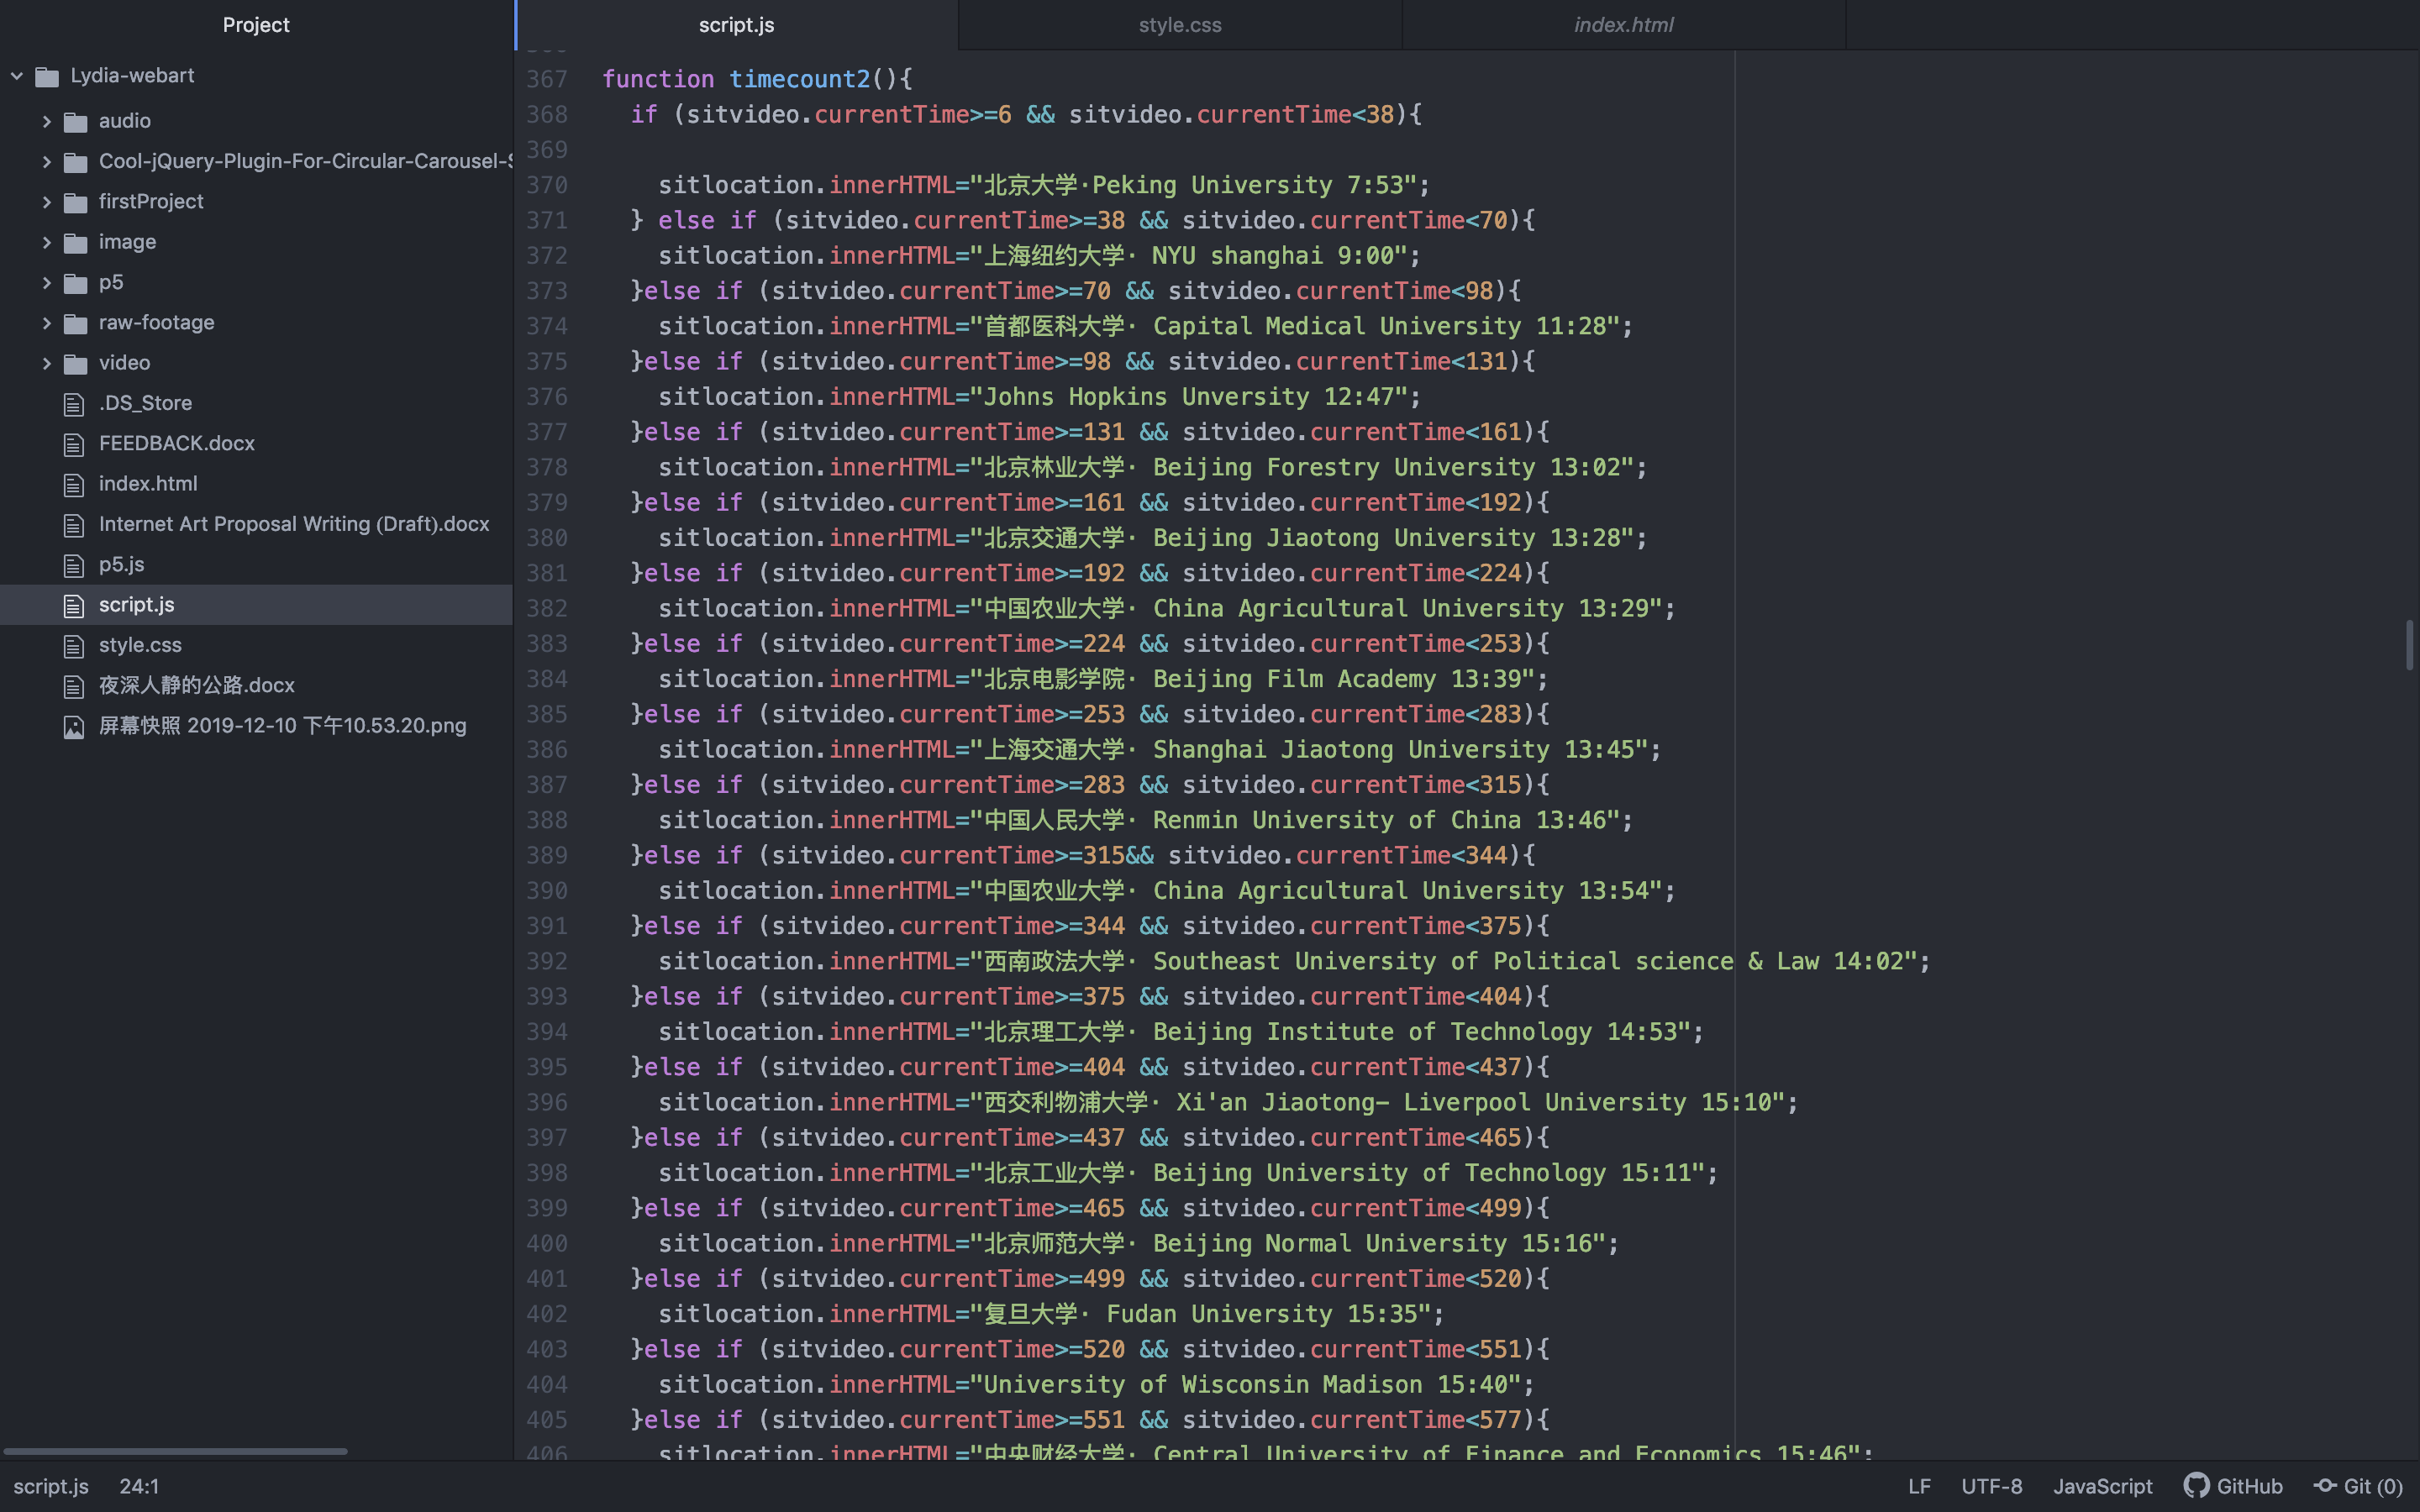 Project
Lydia-webart
audio
Cool-jQuery-Plugin-For-Circular-Carousel-S
firstProject
image
p5
raw-footage
video
.DS_Store
FEEDBACK.docx
index.html
Internet Art Proposal Writing (Draft).docx
p5.js
script.js
style.css
夜深人静的公路.docx
屏幕快照 2019-12-10 下午10.53.20.png
script.js
style.css
index.html
367 function timecount2(){
368 if (sitvideo.currentTime>=6 && sitvideo.currentTime<38){
369
370 sitlocation.innerHTML="北京大学·Peking University 7:53";
371 } else if (sitvideo.currentTime>=38 && sitvideo.currentTime<70){
372 sitlocation.innerHTML="上海纽约大学· NYU shanghai 9:00";
373 }else if (sitvideo.currentTime>=70 && sitvideo.currentTime<98){
374 sitlocation.innerHTML="首都医科大学· Capital Medical University 11:28";
375 }else if (sitvideo.currentTime>=98 && sitvideo.currentTime<131){
376 sitlocation.innerHTML="Johns Hopkins Unversity 12:47";
377 }else if (sitvideo.currentTime>=131 && sitvideo.currentTime<161){
378 sitlocation.innerHTML="北京林业大学· Beijing Forestry University 13:02";
379 }else if (sitvideo.currentTime>=161 && sitvideo.currentTime<192){
380 sitlocation.innerHTML="北京交通大学· Beijing Jiaotong University 13:28";
381 }else if (sitvideo.currentTime>=192 && sitvideo.currentTime<224){
382 sitlocation.innerHTML="中国农业大学· China Agricultural University 13:29";
383 }else if (sitvideo.currentTime>=224 && sitvideo.currentTime<253){
384 sitlocation.innerHTML="北京电影学院· Beijing Film Academy 13:39";
385 }else if (sitvideo.currentTime>=253 && sitvideo.currentTime<283){
386 sitlocation.innerHTML="上海交通大学· Shanghai Jiaotong University 13:45";
387 }else if (sitvideo.currentTime>=283 && sitvideo.currentTime<315){
388 sitlocation.innerHTML="中国人民大学· Renmin University of China 13:46";
389 }else if (sitvideo.currentTime>=315&& sitvideo.currentTime<344){
390 sitlocation.innerHTML="中国农业大学· China Agricultural University 13:54";
391 }else if (sitvideo.currentTime>=344 && sitvideo.currentTime<375){
392 sitlocation.innerHTML="西南政法大学· Southeast University of Political science & Law 14:02";
393 }else if (sitvideo.currentTime>=375 && sitvideo.currentTime<404){
394 sitlocation.innerHTML="北京理工大学· Beijing Institute of Technology 14:53";
395 }else if (sitvideo.currentTime>=404 && sitvideo.currentTime<437){
396 sitlocation.innerHTML="西交利物浦大学· Xi'an Jiaotong- Liverpool University 15:10";
397 }else if (sitvideo.currentTime>=437 && sitvideo.currentTime<465){
398 sitlocation.innerHTML="北京工业大学· Beijing University of Technology 15:11";
399 }else if (sitvideo.currentTime>=465 && sitvideo.currentTime<499){
400 sitlocation.innerHTML="北京师范大学· Beijing Normal University 15:16";
401 }else if (sitvideo.currentTime>=499 && sitvideo.currentTime<520){
402 sitlocation.innerHTML="复旦大学· Fudan University 15:35";
403 }else if (sitvideo.currentTime>=520 && sitvideo.currentTime<551){
404 sitlocation.innerHTML="University of Wisconsin Madison 15:40";
405 }else if (sitvideo.currentTime>=551 && sitvideo.currentTime<577){
406 sitlocation.innerHTML="中央财经大学· Central University of Finance and Economics 15:46";
script.js 24:1 LF UTF-8 JavaScript GitHub Git (0)